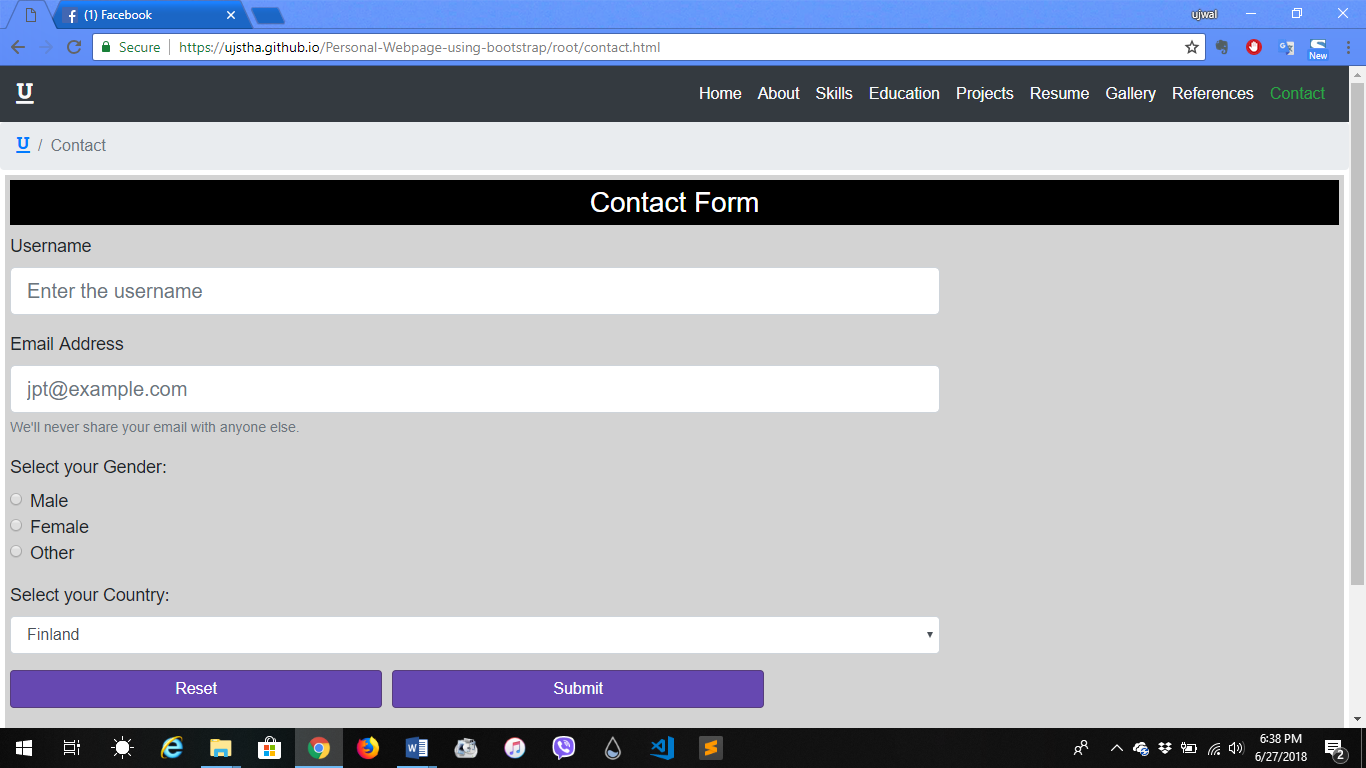 (1) Facebook
ujwal
Secure
https://ujstha.github.io/Personal-Webpage-using-bootstrap/root/contact.html
New
U
Home About Skills Education Projects Resume Gallery References Contact
U / Contact
Contact Form
Username
Enter the username
Email Address
jpt@example.com
We'll never share your email with anyone else.
Select your Gender:
Male
Female
Other
Select your Country:
Finland
Reset Submit
6:38 PM
6/27/2018
2